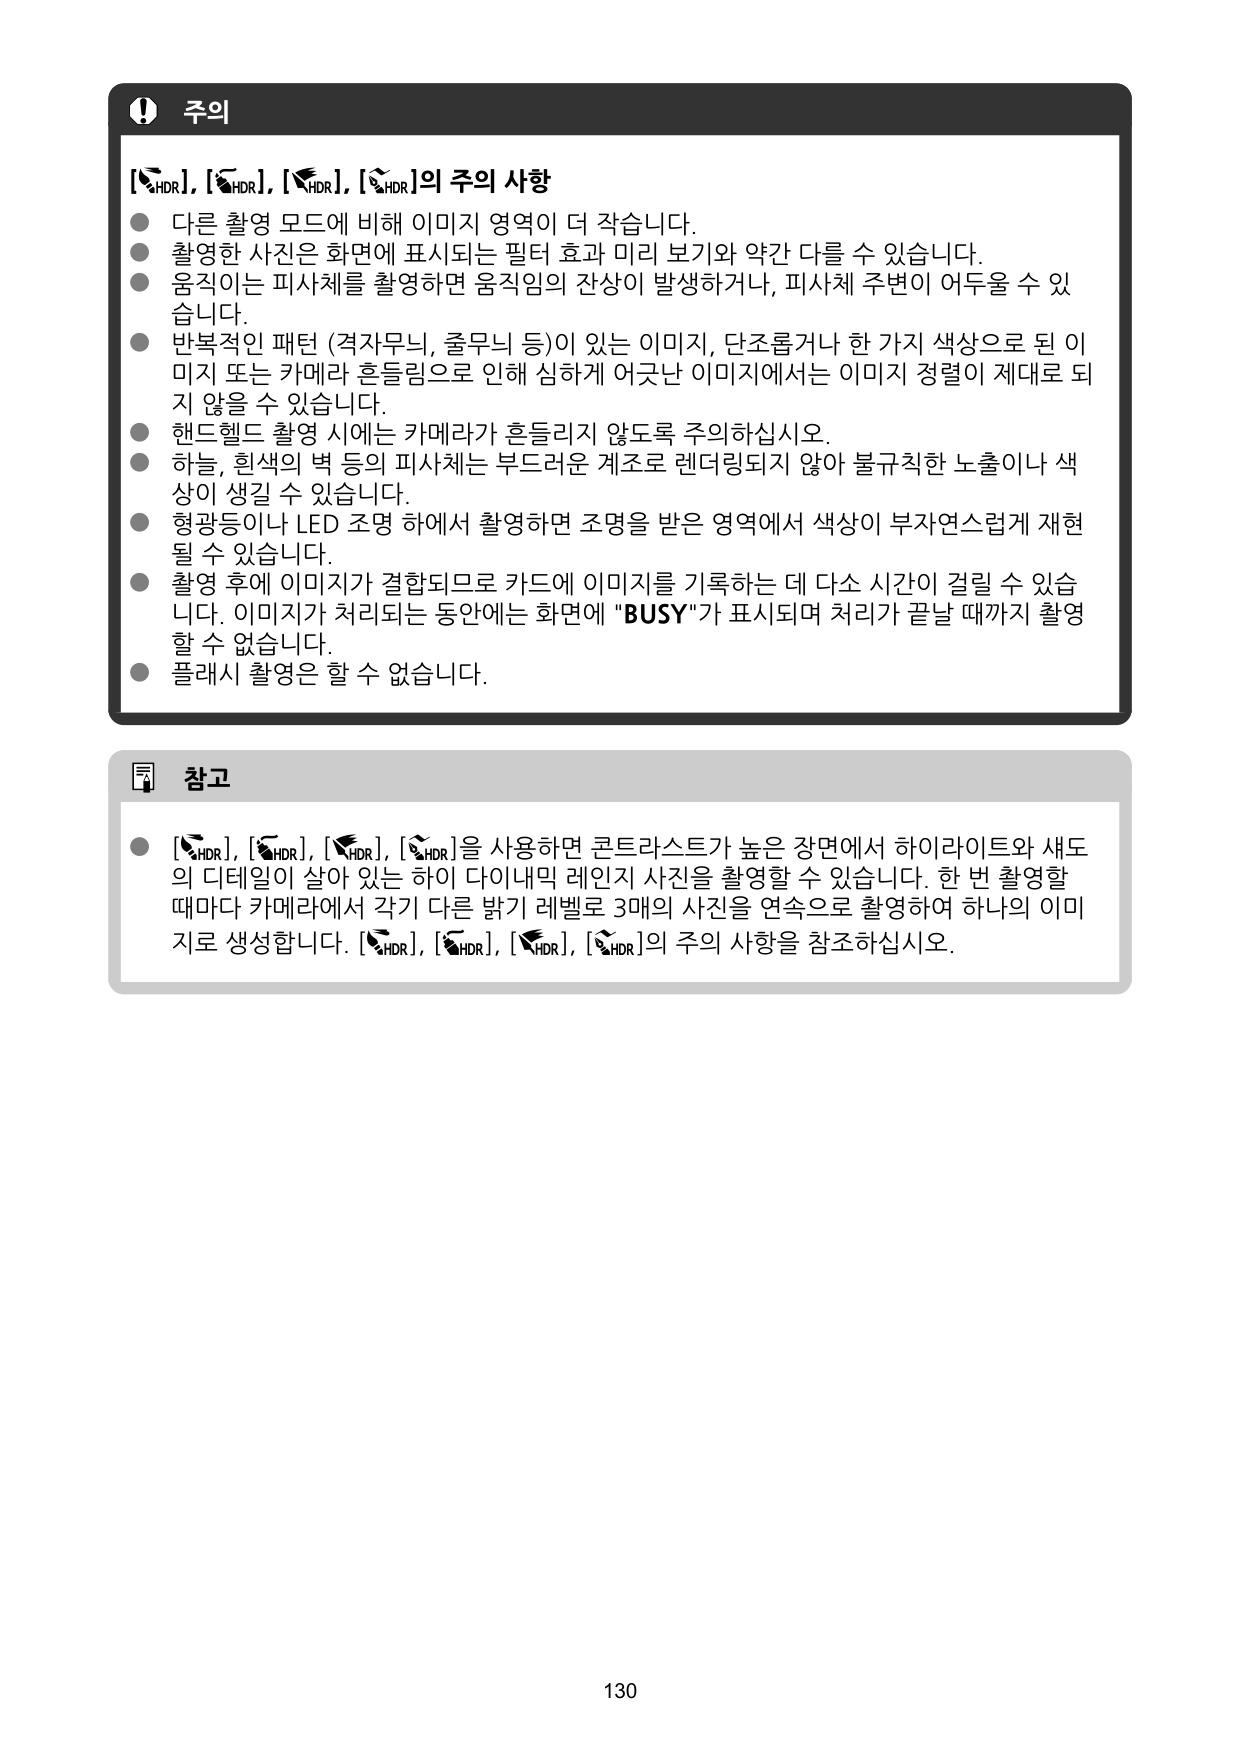 주의
[HDR], [HDR], [HDR], [HDR]의 주의 사항
● 다른 촬영 모드에 비해 이미지 영역이 더 작습니다.
● 촬영한 사진은 화면에 표시되는 필터 효과 미리 보기와 약간 다를 수 있습니다.
● 움직이는 피사체를 촬영하면 움직임의 잔상이 발생하거나, 피사체 주변이 어두울 수 있
습니다.
● 반복적인 패턴 (격자무늬, 줄무늬 등)이 있는 이미지, 단조롭거나 한 가지 색상으로 된 이
미지 또는 카메라 흔들림으로 인해 심하게 어긋난 이미지에서는 이미지 정렬이 제대로 되
지 않을 수 있습니다.
● 핸드헬드 촬영 시에는 카메라가 흔들리지 않도록 주의하십시오.
● 하늘, 흰색의 벽 등의 피사체는 부드러운 계조로 렌더링되지 않아 불규칙한 노출이나 색
상이 생길 수 있습니다.
● 형광등이나 LED 조명 하에서 촬영하면 조명을 받은 영역에서 색상이 부자연스럽게 재현
될 수 있습니다.
● 촬영 후에 이미지가 결합되므로 카드에 이미지를 기록하는 데 다소 시간이 걸릴 수 있습
니다. 이미지가 처리되는 동안에는 화면에 "BUSY"가 표시되며 처리가 끝날 때까지 촬영
할 수 없습니다.
● 플래시 촬영은 할 수 없습니다.
참고
● [HDR], [HDR], [HDR], [HDR]을 사용하면 콘트라스트가 높은 장면에서 하이라이트와 섀도
의 디테일이 살아 있는 하이 다이내믹 레인지 사진을 촬영할 수 있습니다. 한 번 촬영할
때마다 카메라에서 각기 다른 밝기 레벨로 3매의 사진을 연속으로 촬영하여 하나의 이미
지로 생성합니다. [HDR], [HDR], [HDR], [HDR]의 주의 사항을 참조하십시오.
130